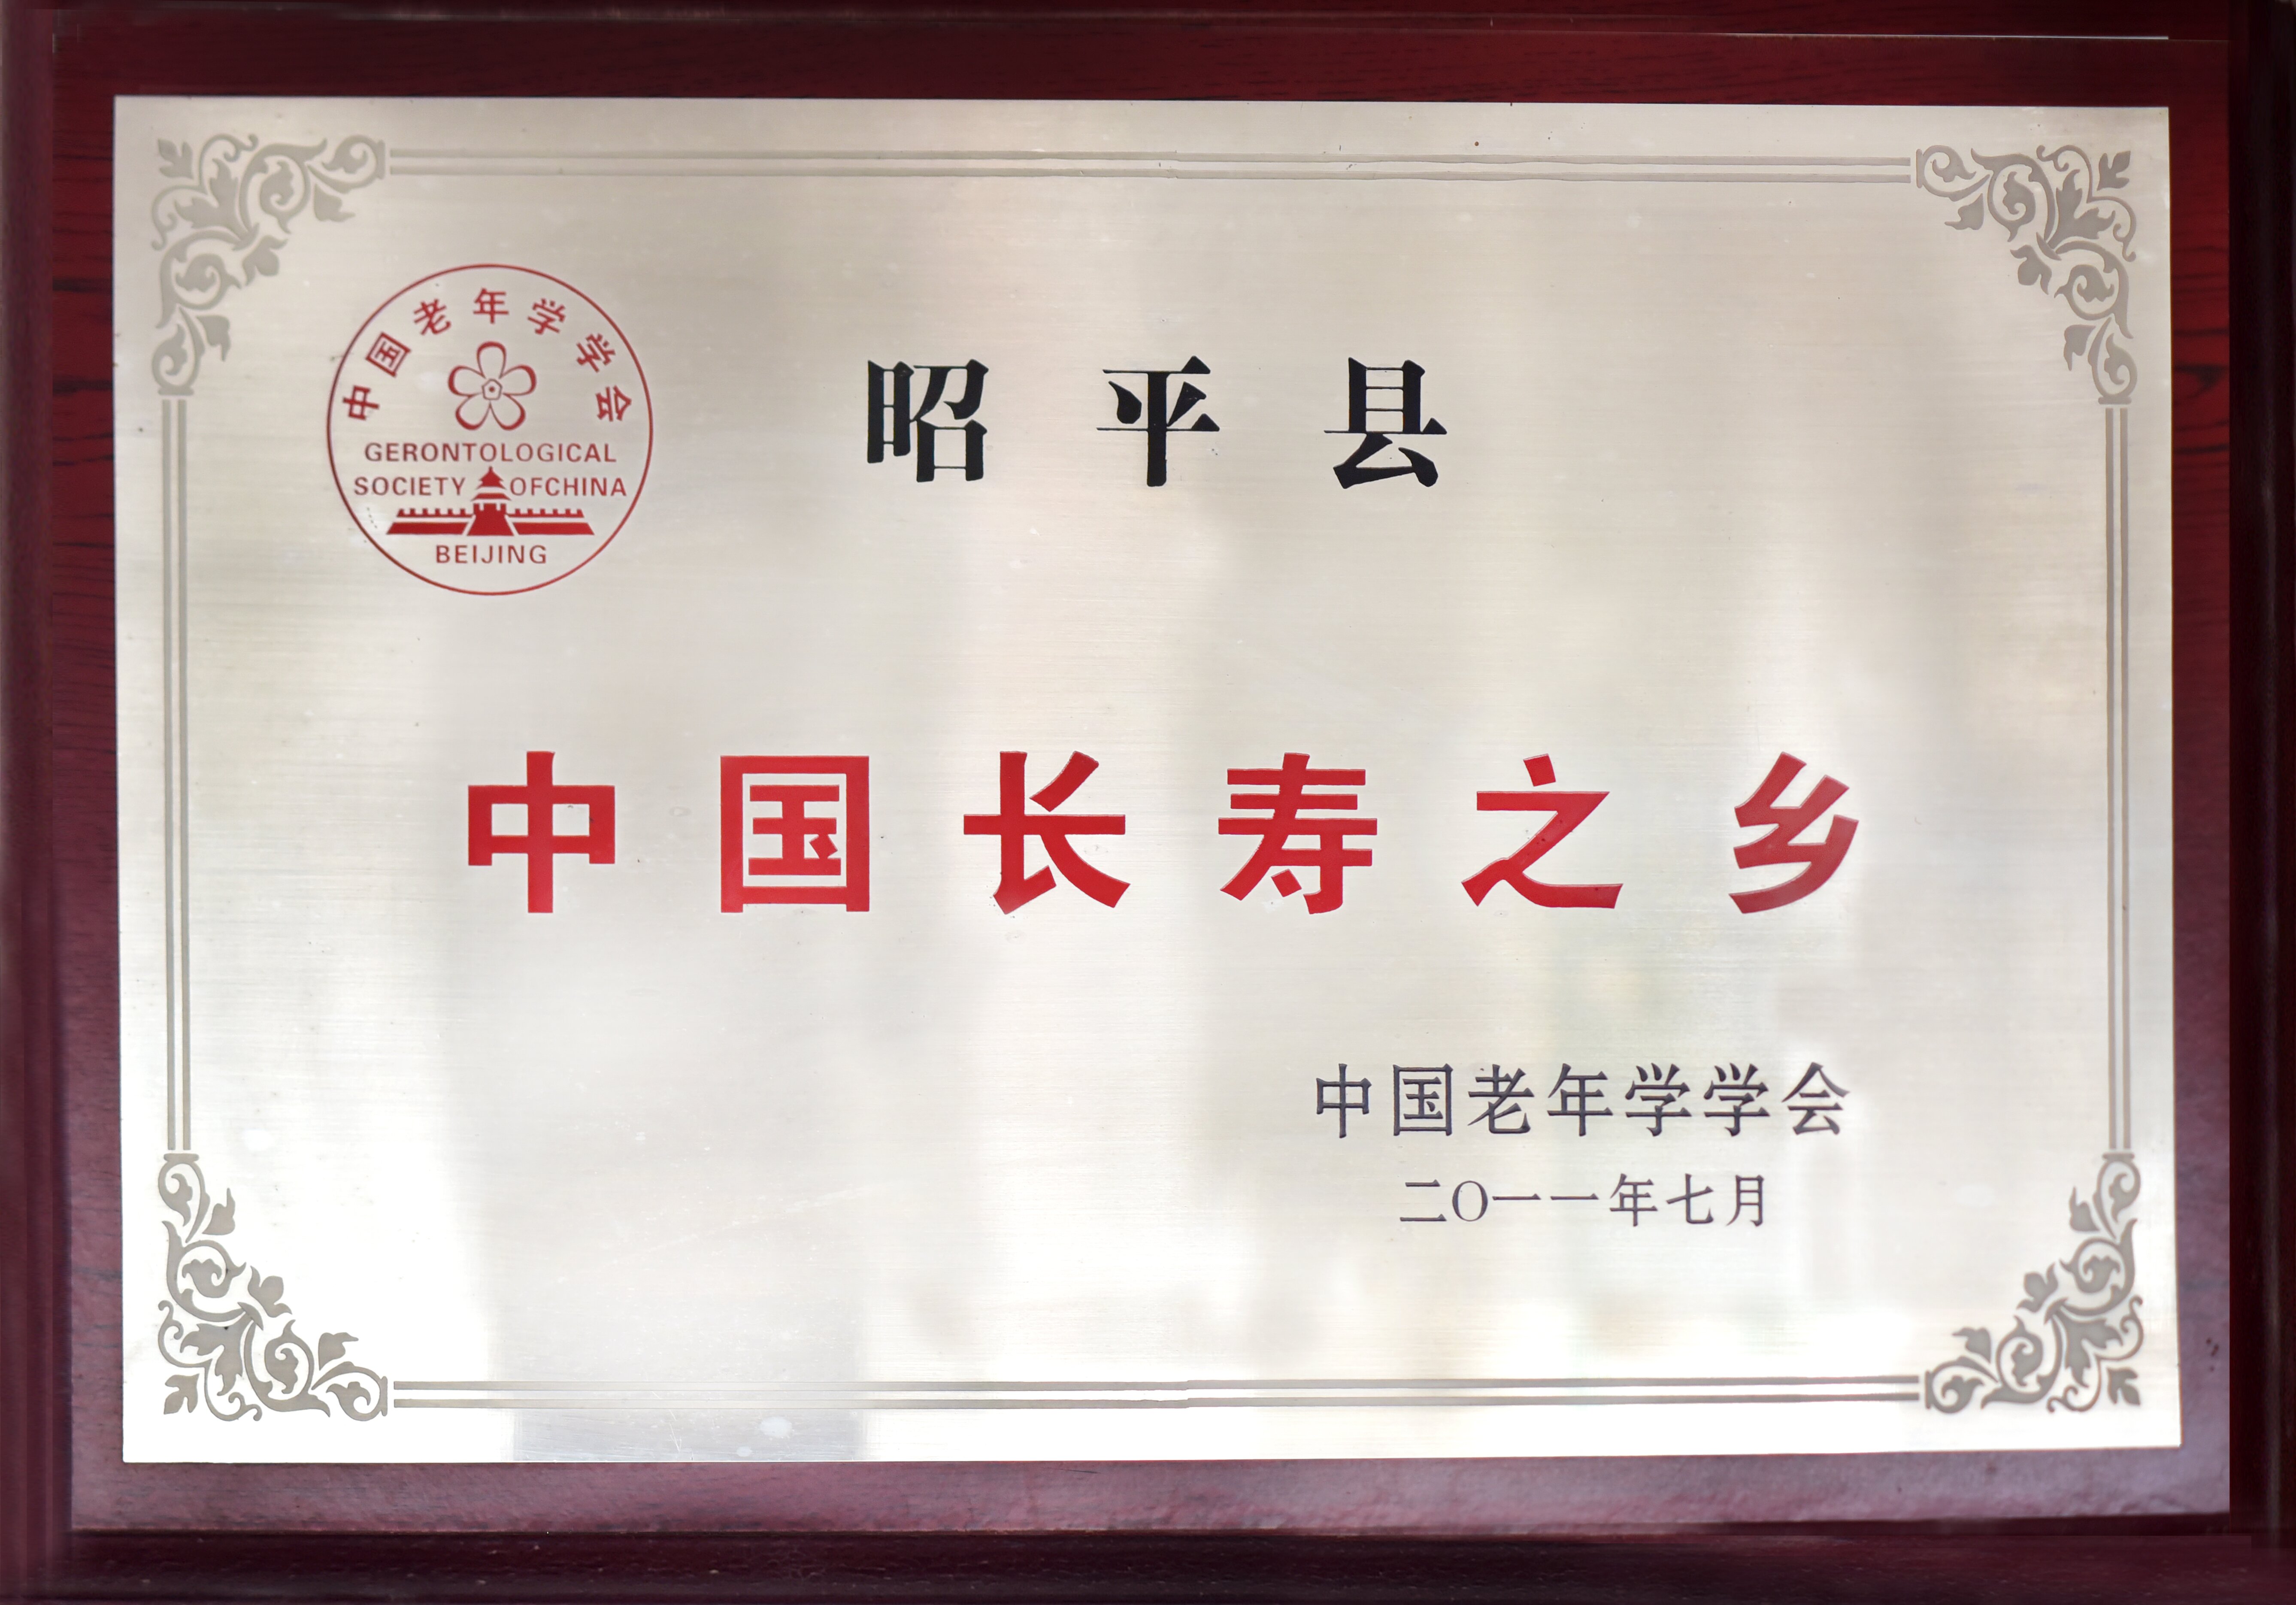 中国老年学学会
GERONTOLOGICAL
SOCIETY OFCHINA
BEIJING
昭平县
中国长寿之乡
中国老年学学会
二〇一一年七月